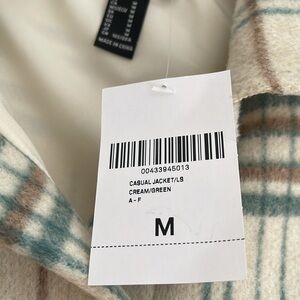 MADE IN CHINA
00433945013
CASUAL JACKET/LS
CREAM/GREEN
A - F
M